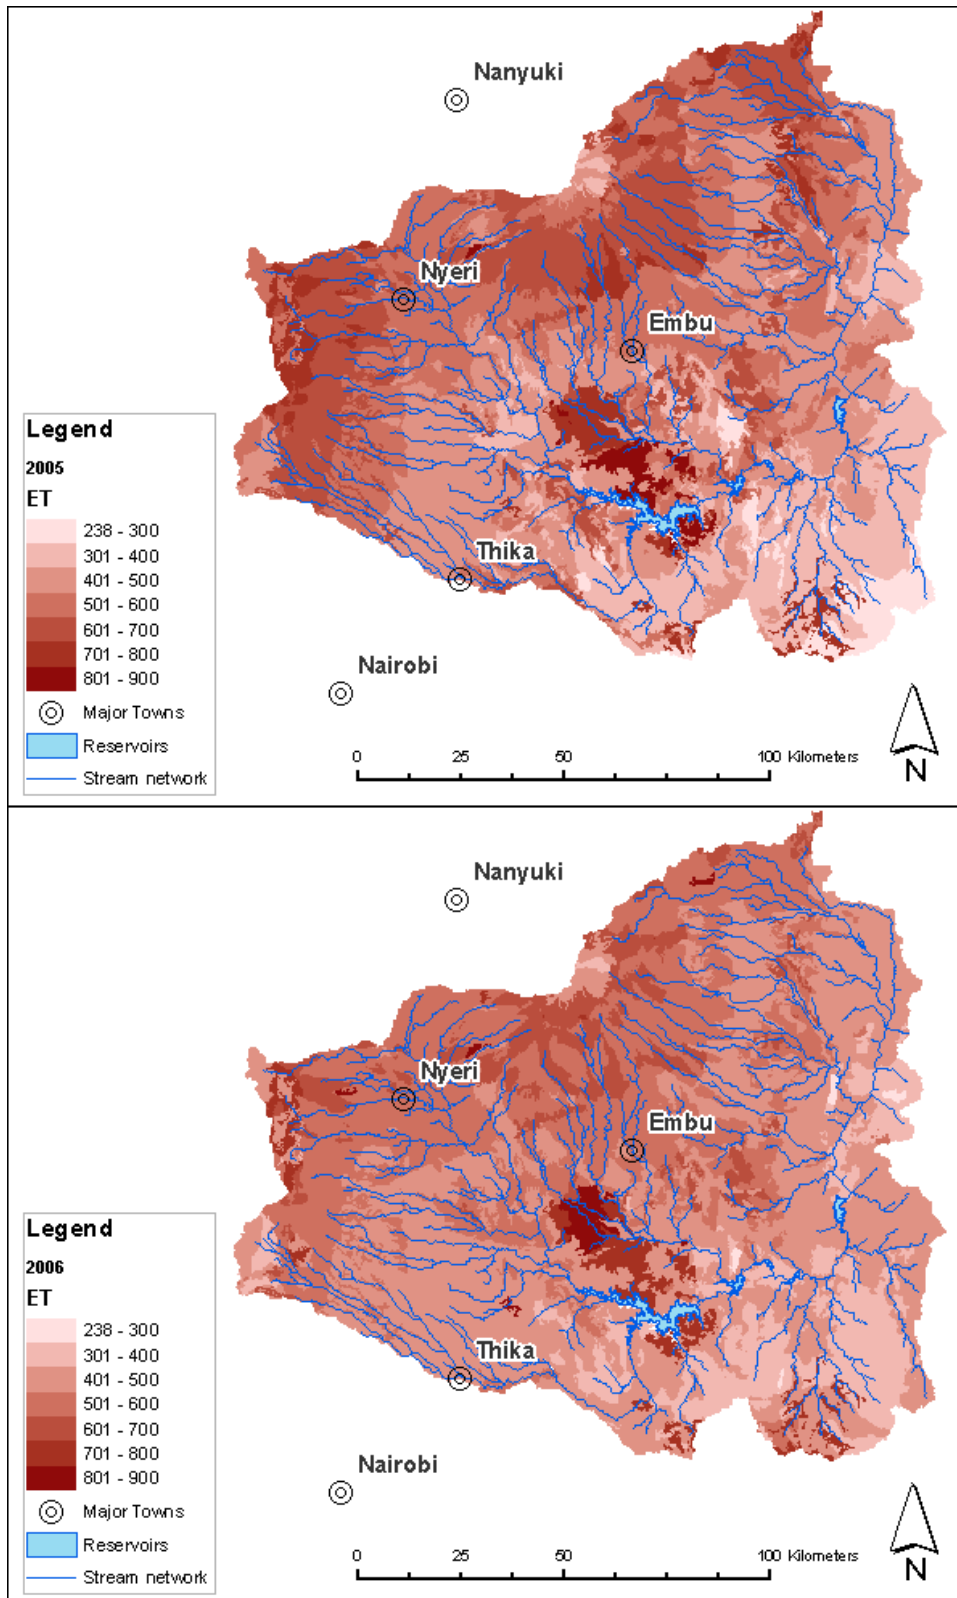 Nanyuki
Nyeri
Embu
Legend
2005
ET
238 - 300
301 - 400
401 - 500
501 - 600
601 - 700
701 - 800
801 - 900
Major Towns
Reservoirs
Stream network
Thika
Nairobi
0 25 50 100 Kilometers
N
Nanyuki
Nyeri
Embu
Legend
2006
ET
238 - 300
301 - 400
401 - 500
501 - 600
601 - 700
701 - 800
801 - 900
Major Towns
Reservoirs
Stream network
Thika
Nairobi
0 25 50 100 Kilometers
N